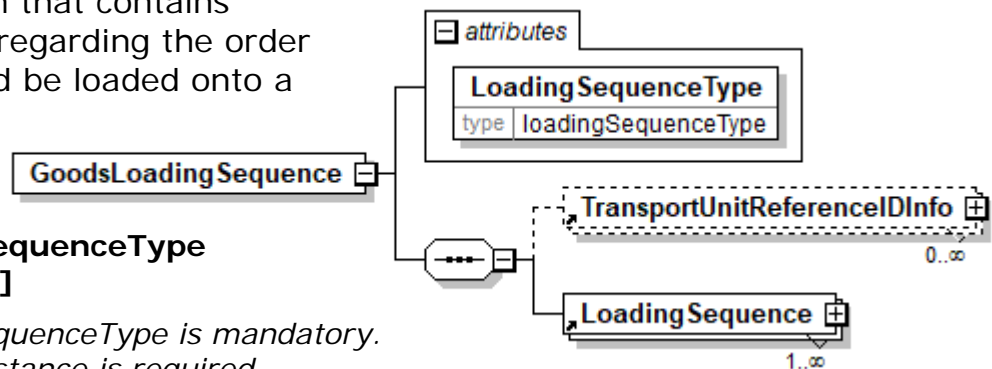 that contains
regarding the order
be loaded onto a
attributes
LoadingSequenceType
type loadingSequenceType
GoodsLoadingSequence
TransportUnitReferenceIDInfo
0..∞
LoadingSequence
1..∞
equenceType
]
quenceType is mandatory.
stance is required